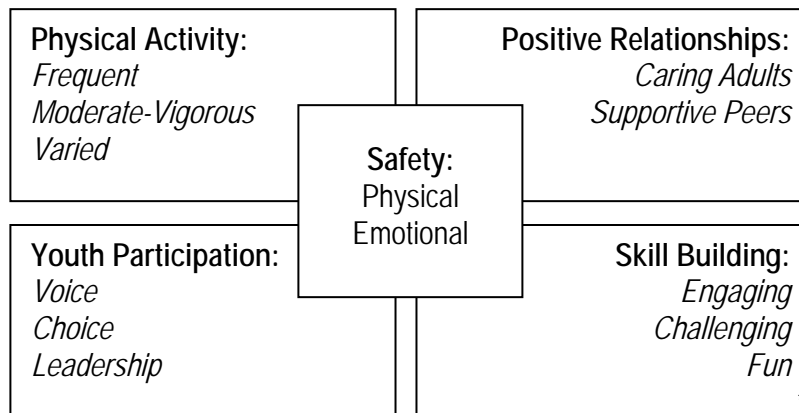 Physical Activity:
Frequent
Moderate-Vigorous
Varied
Positive Relationships:
Caring Adults
Supportive Peers
Safety:
Physical
Emotional
Youth Participation:
Voice
Choice
Leadership
Skill Building:
Engaging
Challenging
Fun